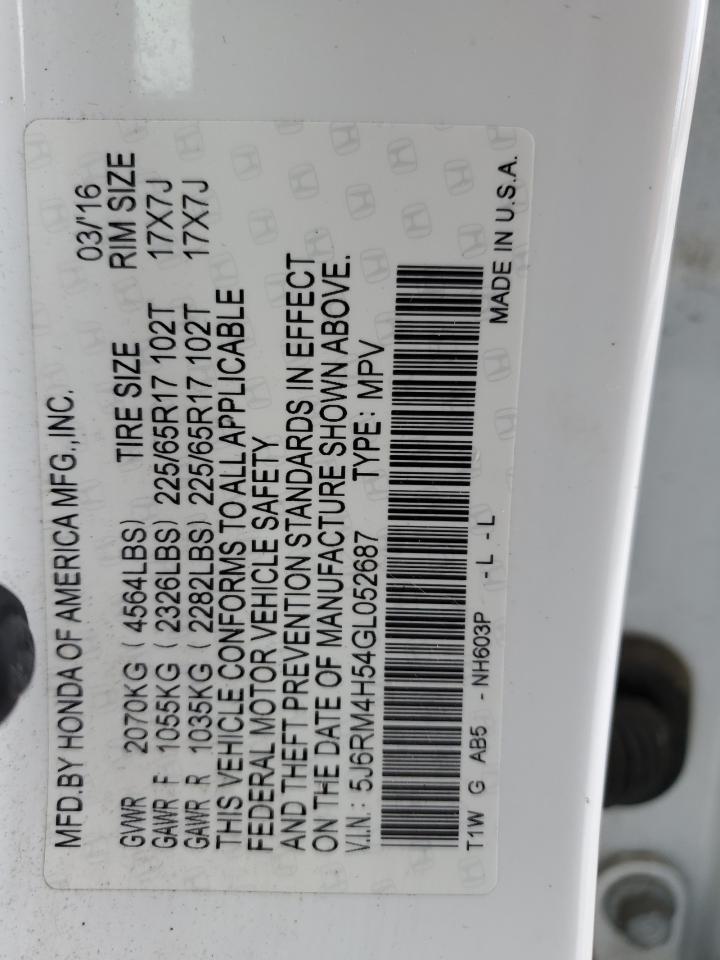 MFD.BY HONDA OF AMERICA MFG.,INC. 03/'16
GVWR 2070KG ( 4564LBS) TIRE SIZE RIM SIZE
GAWR F 1055KG ( 2326LBS) 225/65R17 102T 17X7J
GAWR R 1035KG ( 2282LBS) 225/65R17 102T 17X7J
THIS VEHICLE CONFORMS TO ALL APPLICABLE
FEDERAL MOTOR VEHICLE SAFETY
AND THEFT PREVENTION STANDARDS IN EFFECT
ON THE DATE OF MANUFACTURE SHOWN ABOVE.
V.I.N: 5J6RM4H54GL052687 TYPE: MPV
T1W G AB5 - NH603P - L - L
MADE IN U.S.A.